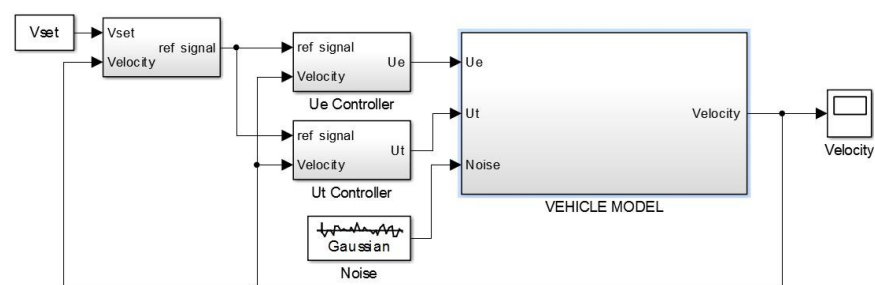 Vset
Vset
ref signal
Velocity
ref signal
Ue
Velocity
Ue Controller
ref signal
Ut
Velocity
Ut Controller
Gaussian
Noise
Ue
Ut
Velocity
Noise
VEHICLE MODEL
Velocity